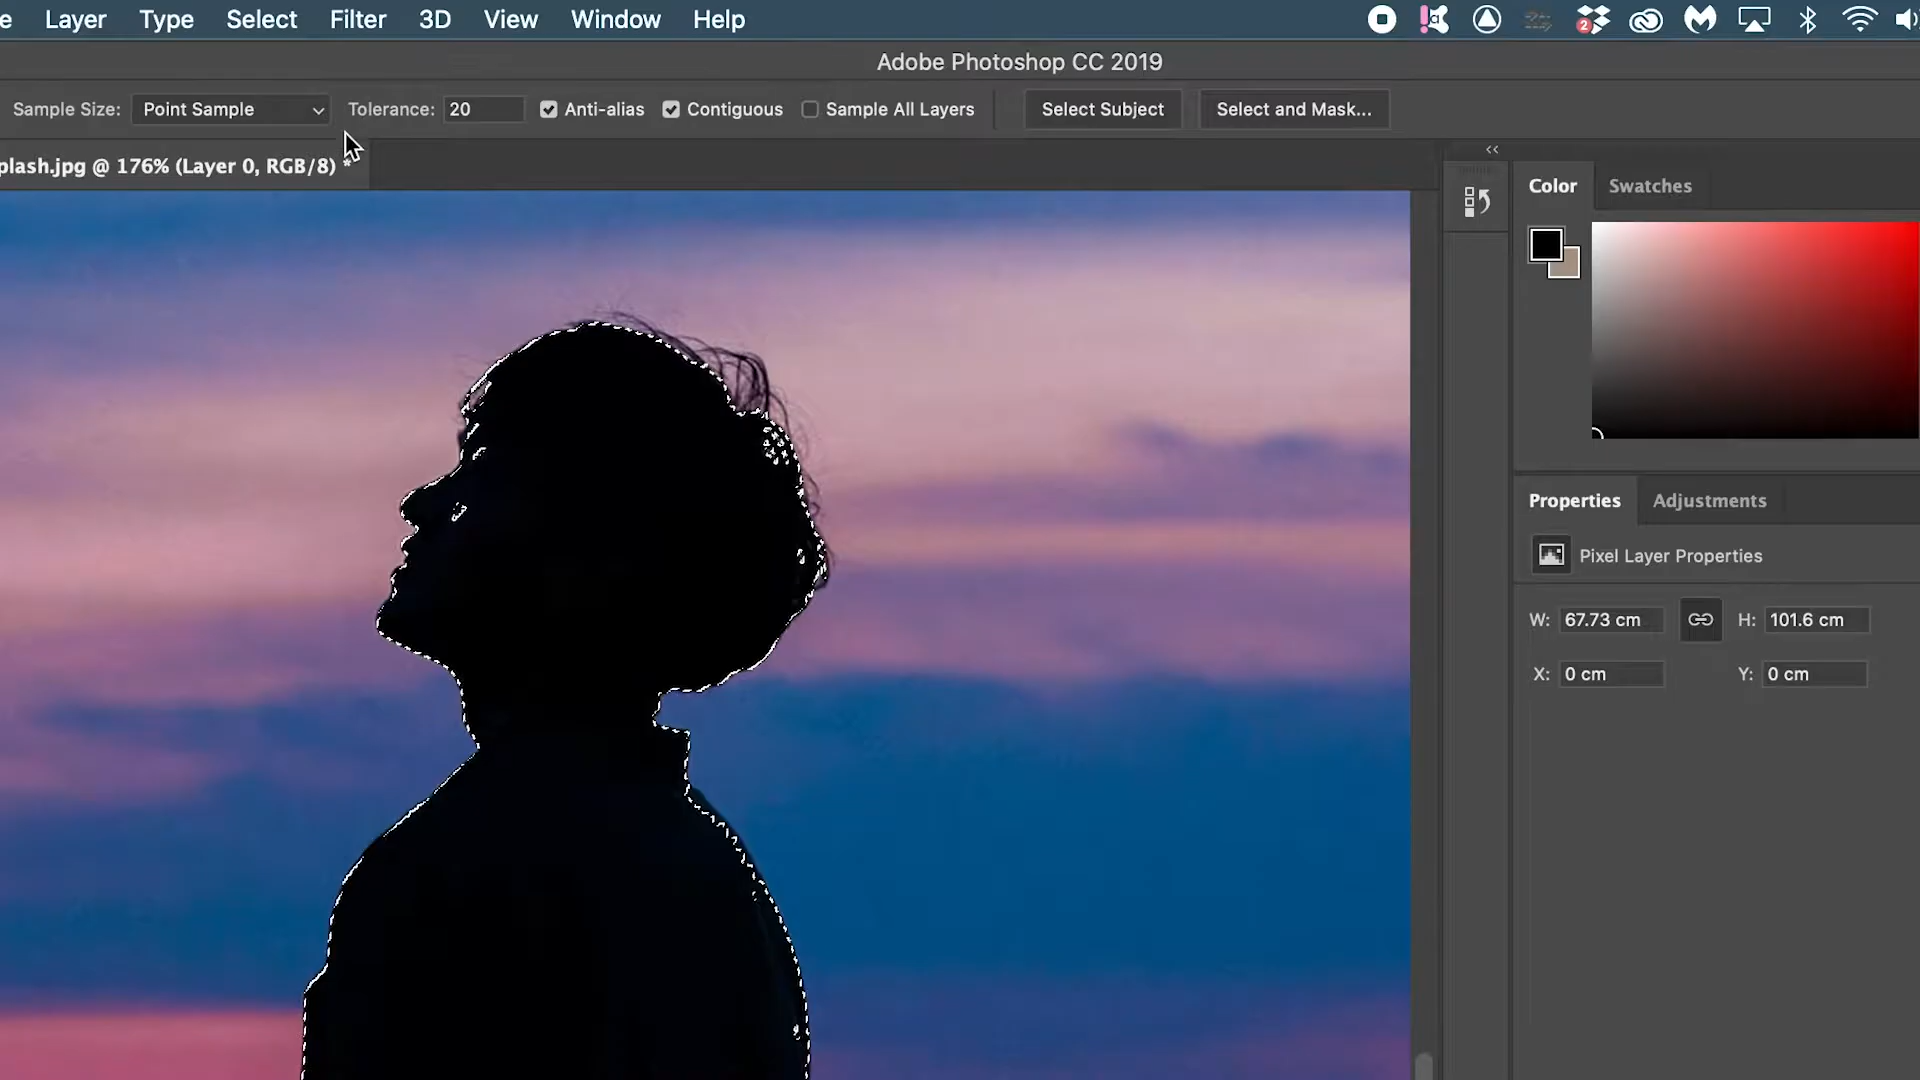 e Layer Type Select Filter 3D View Window Help
2
Adobe Photoshop CC 2019
Sample Size: Point Sample Tolerance: 20 Anti-alias Contiguous Sample All Layers Select Subject Select and Mask...
plash.jpg @ 176% (Layer 0, RGB/8) *
Color Swatches
Properties Adjustments
Pixel Layer Properties
W: 67.73 cm H: 101.6 cm
X: 0 cm Y: 0 cm